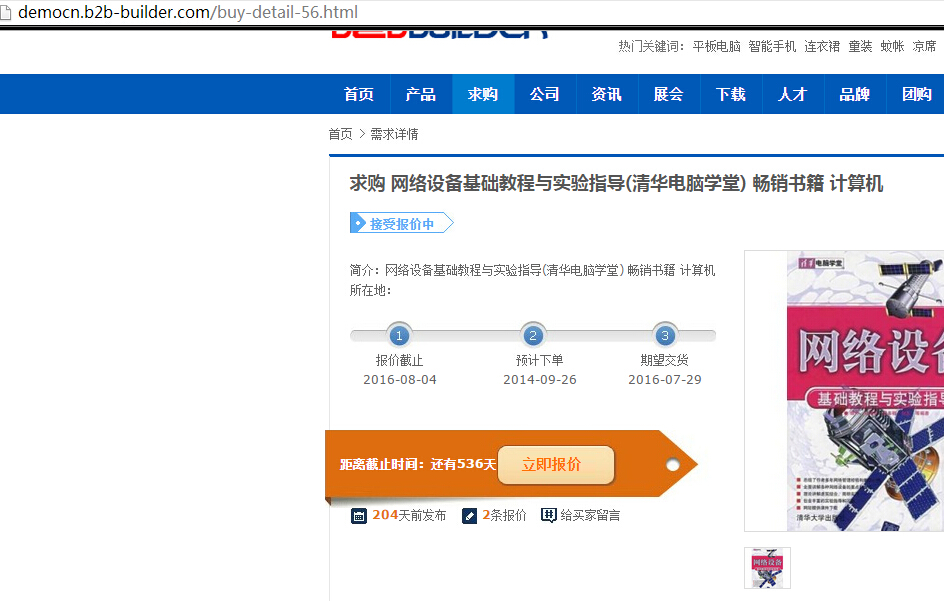 democn.b2b-builder.com/buy-detail-56.html
热门关键词： 平板电脑 智能手机 连衣裙 童装 蚊帐 凉席
首页 产品 求购 公司 资讯 展会 下载 人才 品牌 团购
首页 > 需求详情
求购 网络设备基础教程与实验指导(清华电脑学堂) 畅销书籍 计算机
接受报价中
简介：网络设备基础教程与实验指导(清华电脑学堂) 畅销书籍 计算机
所在地：
1 2 3
报价截止 预计下单 期望交货
2016-08-04 2014-09-26 2016-07-29
距离截止时间：还有536天 立即报价
204天前发布 2条报价 给买家留言
清华电脑学堂
网络设
基础教程与实验指
清华大学出版
网络设备